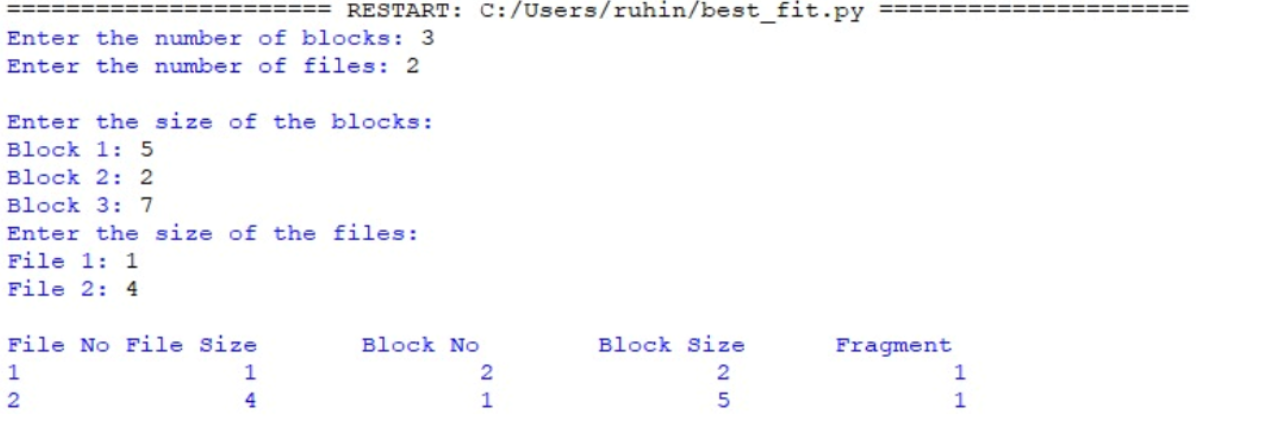 ====================== RESTART: C:/Users/ruhin/best_fit.py =====================
Enter the number of blocks: 3
Enter the number of files: 2
Enter the size of the blocks:
Block 1: 5
Block 2: 2
Block 3: 7
Enter the size of the files:
File 1: 1
File 2: 4
File No File Size Block No Block Size Fragment
1 1 2 2 1
2 4 1 5 1